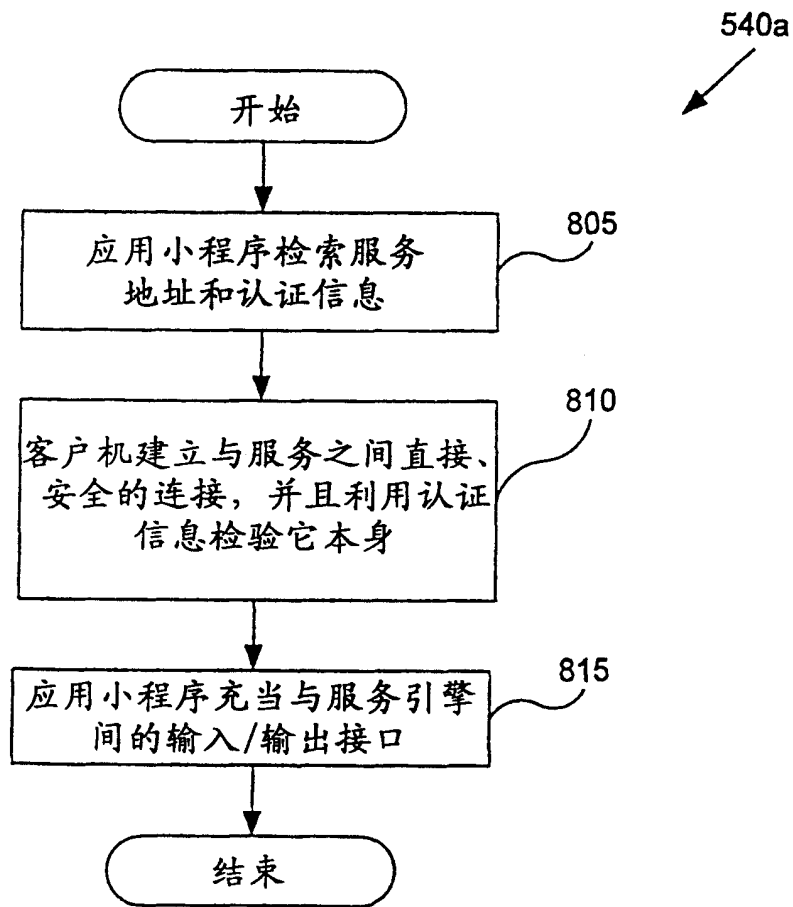 540a
开始
应用小程序检索服务
地址和认证信息
805
客户机建立与服务之间直接、
安全的连接，并且利用认证
信息检验它本身
810
应用小程序充当与服务引擎
间的输入/输出接口
815
结束